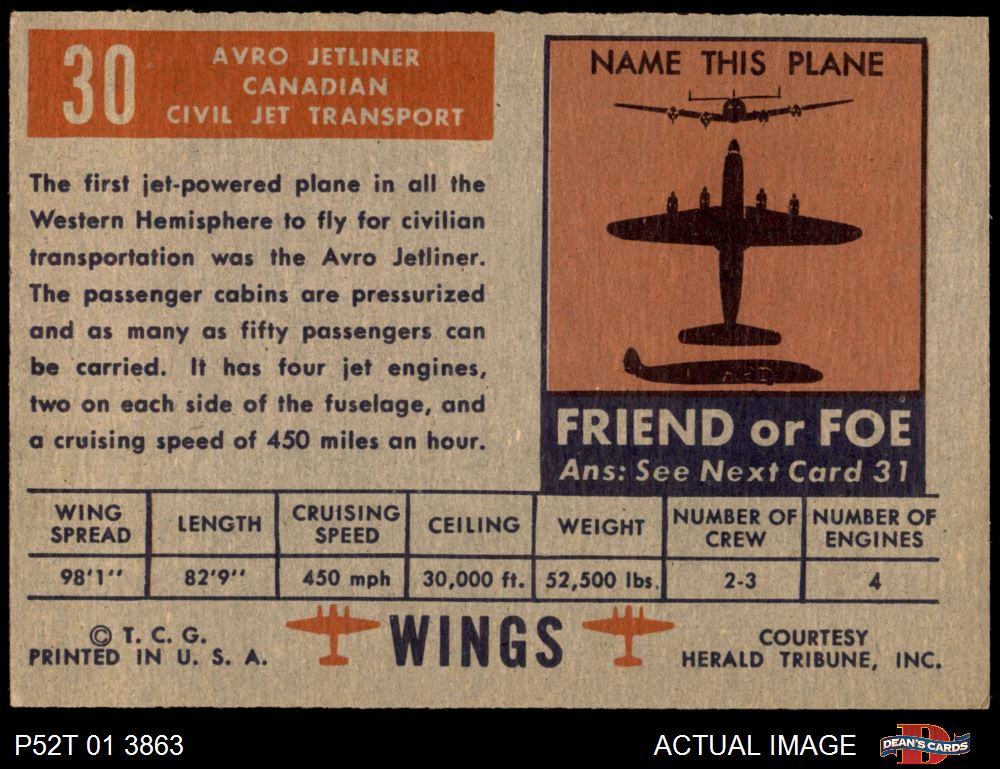 30
AVRO JETLINER
CANADIAN
CIVIL JET TRANSPORT
The first jet-powered plane in all the
Western Hemisphere to fly for civilian
transportation was the Avro Jetliner.
The passenger cabins are pressurized
and as many as fifty passengers can
be carried. It has four jet engines,
two on each side of the fuselage, and
a cruising speed of 450 miles an hour.
NAME THIS PLANE
FRIEND or FOE
Ans: See Next Card 31
WING SPREAD LENGTH CRUISING SPEED CEILING WEIGHT NUMBER OF CREW NUMBER OF ENGINES
98'1'' 82'9'' 450 mph 30,000 ft. 52,500 lbs. 2-3 4
© T. C. G.
PRINTED IN U. S. A.
WINGS
COURTESY
HERALD TRIBUNE, INC.
P52T 01 3863
ACTUAL IMAGE
DEAN'S CARDS